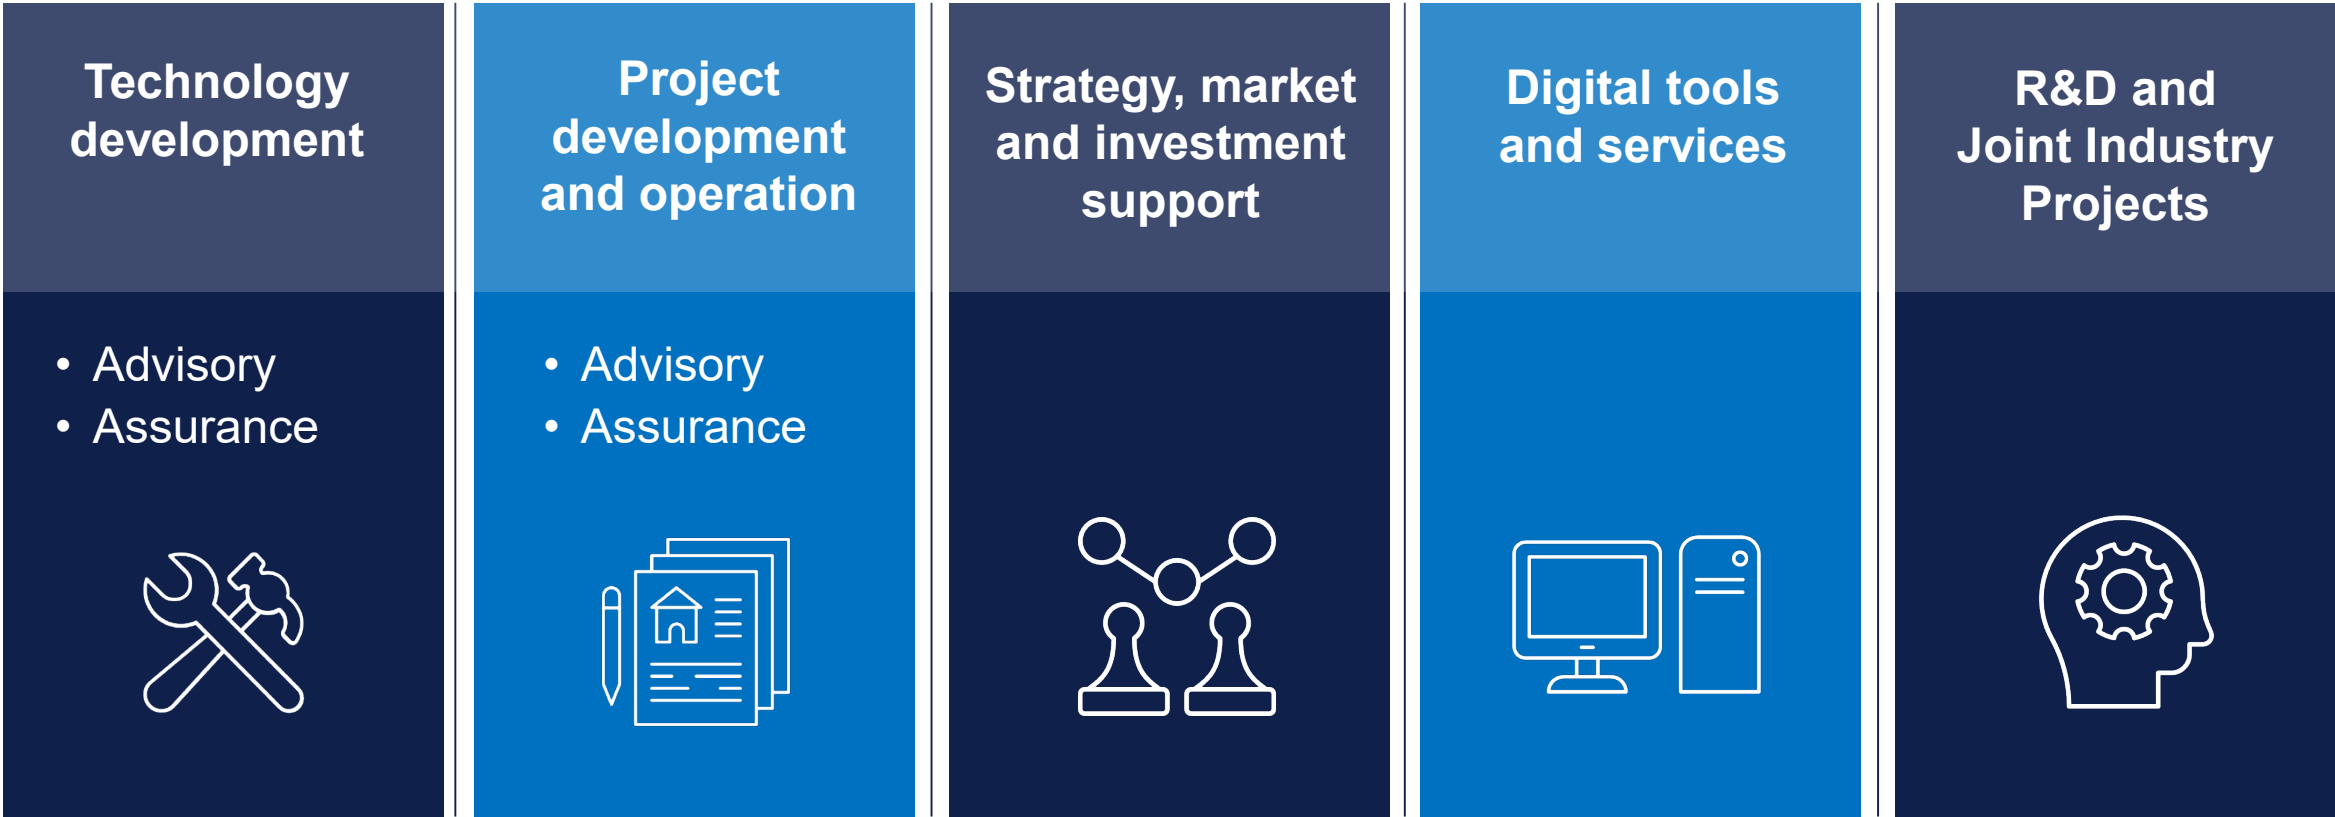 Technology
development
Project
development
and operation
Strategy, market
and investment
support
Digital tools
and services
R&D and
Joint Industry
Projects
• Advisory
• Assurance
• Advisory
• Assurance